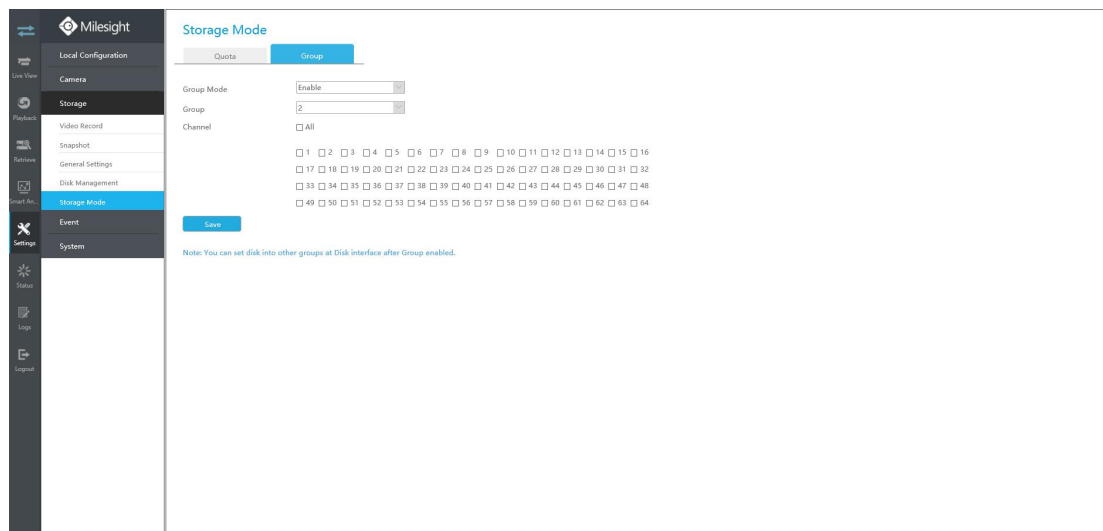 Live View
Playback
Retrieve
Smart An...
Settings
Status
Logs
Logout
Milesight
Local Configuration
Camera
Storage
Video Record
Snapshot
General Settings
Disk Management
Storage Mode
Event
System
Storage Mode
Quota Group
Group Mode Enable
Group 2
Channel All
1 2 3 4 5 6 7 8 9 10 11 12 13 14 15 16
17 18 19 20 21 22 23 24 25 26 27 28 29 30 31 32
33 34 35 36 37 38 39 40 41 42 43 44 45 46 47 48
49 50 51 52 53 54 55 56 57 58 59 60 61 62 63 64
Save
Note: You can set disk into other groups at Disk interface after Group enabled.